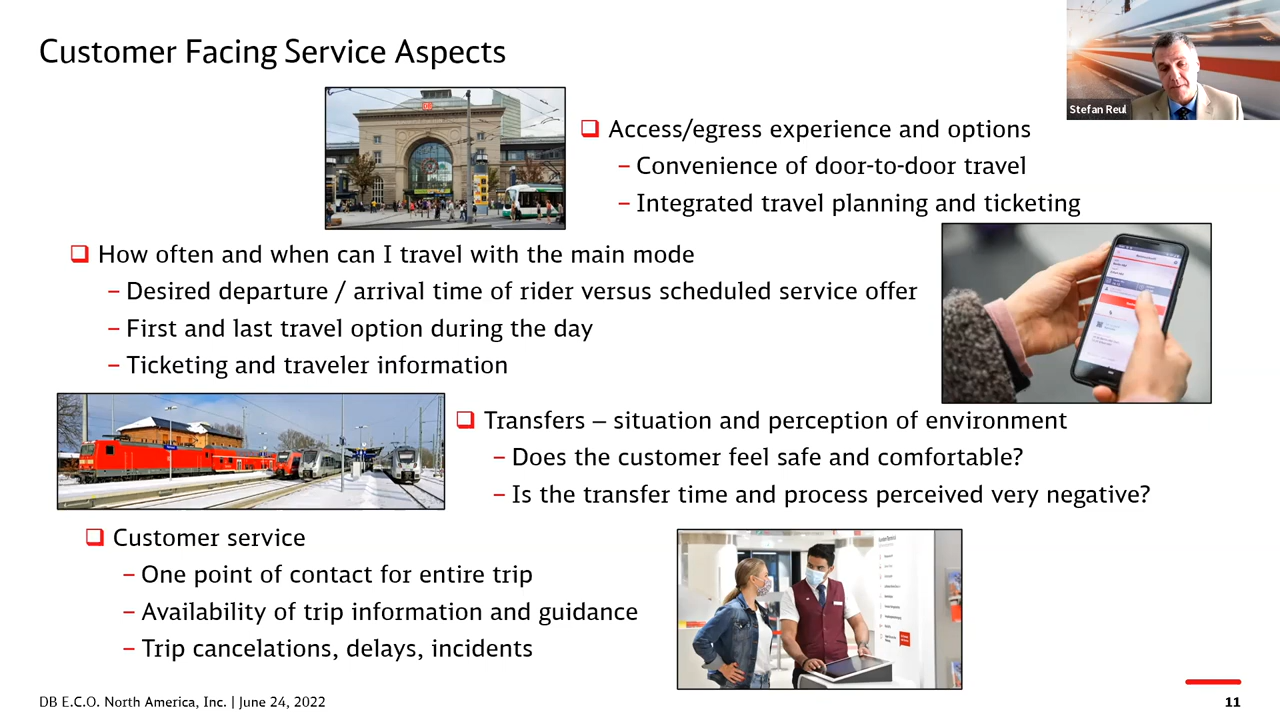 Customer Facing Service Aspects
Stefan Reul
DB
❑ Access/egress experience and options
– Convenience of door-to-door travel
– Integrated travel planning and ticketing
❑ How often and when can I travel with the main mode
– Desired departure / arrival time of rider versus scheduled service offer
– First and last travel option during the day
– Ticketing and traveler information
❑ Transfers – situation and perception of environment
– Does the customer feel safe and comfortable?
– Is the transfer time and process perceived very negative?
❑ Customer service
– One point of contact for entire trip
– Availability of trip information and guidance
– Trip cancelations, delays, incidents
DB E.C.O. North America, Inc. | June 24, 2022
11